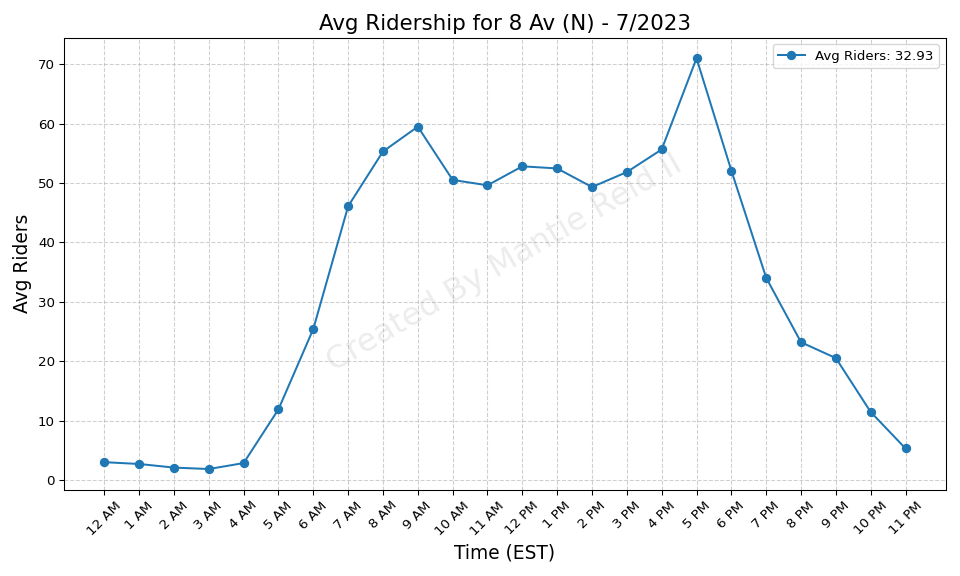 Avg Ridership for 8 Av (N) - 7/2023
Avg Riders: 32.93
Avg Riders
70
60
50
40
30
20
10
0
Created By Mantie Reid II
12 AM
1 AM
2 AM
3 AM
4 AM
5 AM
6 AM
7 AM
8 AM
9 AM
10 AM
11 AM
12 PM
1 PM
2 PM
3 PM
4 PM
5 PM
6 PM
7 PM
8 PM
9 PM
10 PM
11 PM
Time (EST)